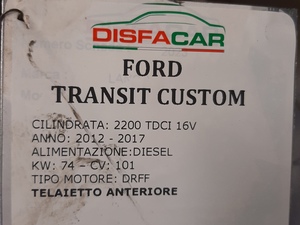 DISFACAR
FORD
TRANSIT CUSTOM
CILINDRATA: 2200 TDCI 16V
ANNO: 2012 - 2017
ALIMENTAZIONE:DIESEL
KW: 74 – CV: 101
TIPO MOTORE: DRFF
TELAIETTO ANTERIORE